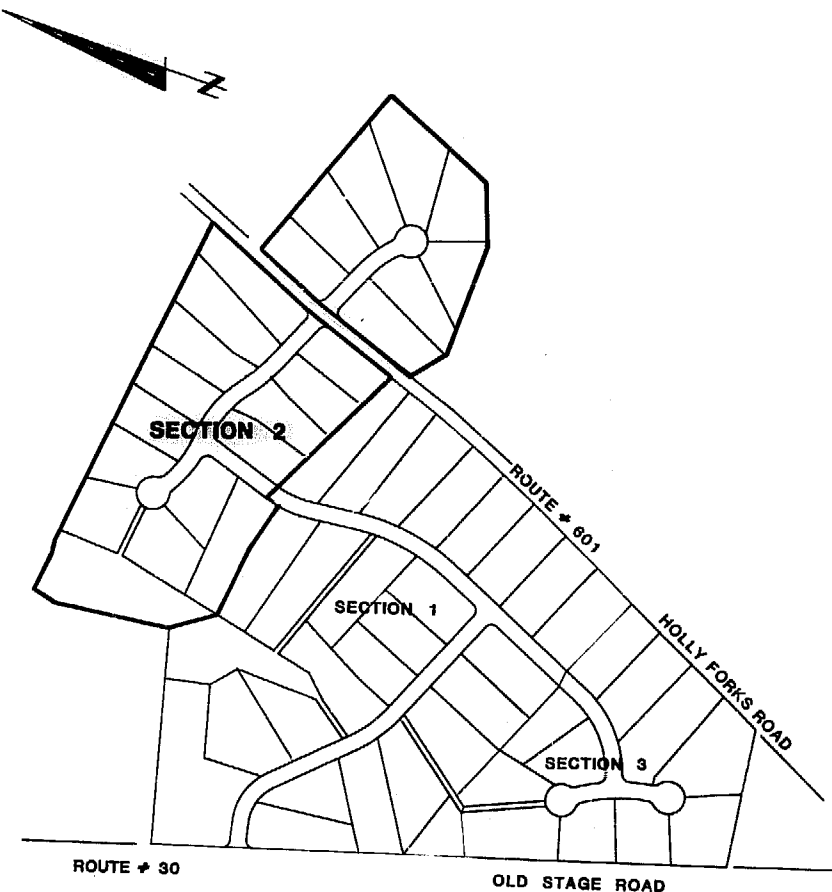 N
SECTION 2
ROUTE # 601
SECTION 1
HOLLY FORKS ROAD
SECTION 3
ROUTE # 30
OLD STAGE ROAD